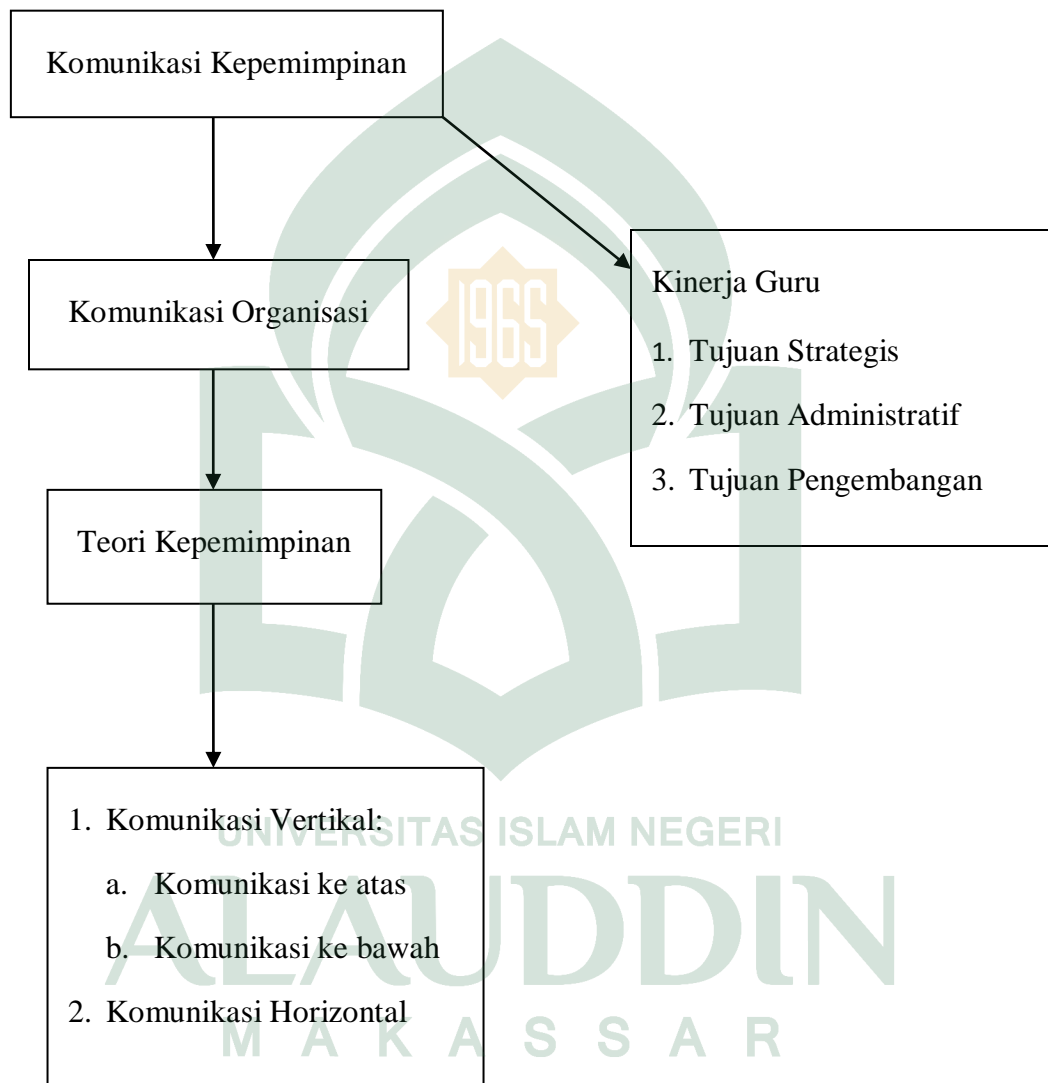 Komunikasi Kepemimpinan
Komunikasi Organisasi
Teori Kepemimpinan
1. Komunikasi Vertikal:
a. Komunikasi ke atas
b. Komunikasi ke bawah
2. Komunikasi Horizontal
Kinerja Guru
1. Tujuan Strategis
2. Tujuan Administratif
3. Tujuan Pengembangan
1965
UNIVERSITAS ISLAM NEGERI
ALAUDDIN
MAKASSAR